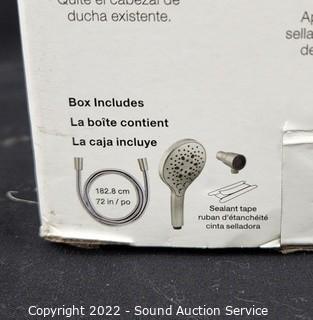 Quite el cabezal de
ducha existente.
sella
de
Box Includes
La boîte contient
La caja incluye
182.8 cm
72 in / po
Sealant tape
ruban d'étanchéité
cinta selladora
Copyright 2022 - Sound Auction Service